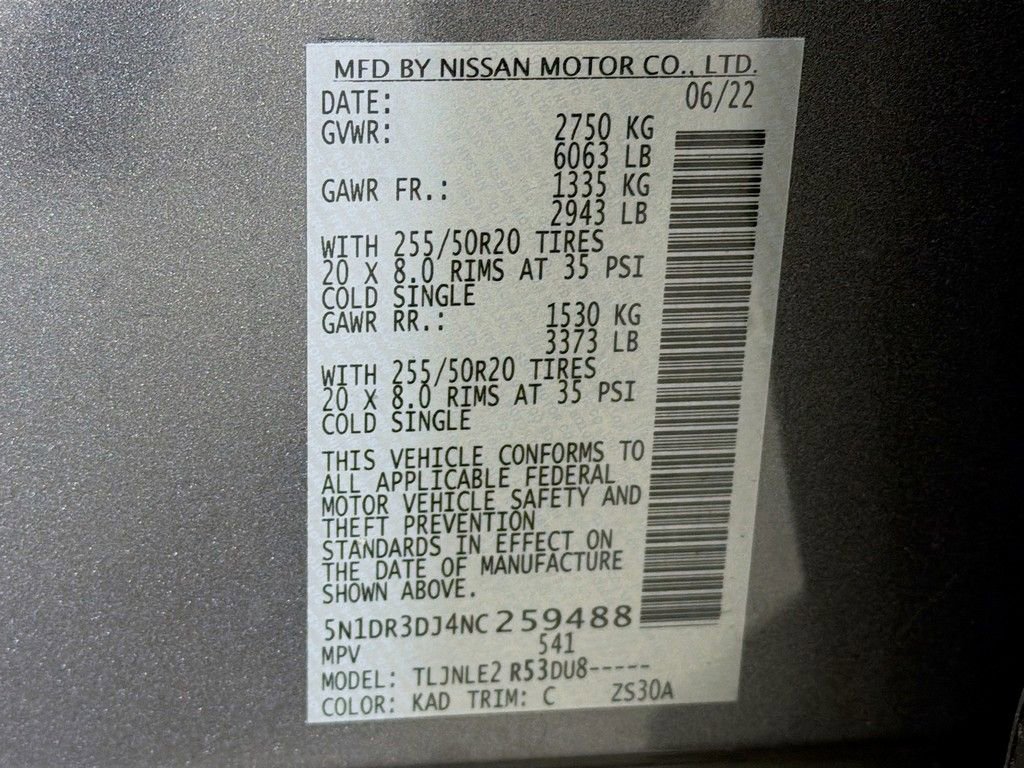 MFD BY NISSAN MOTOR CO., LTD.
DATE: 06/22
GVWR: 2750 KG
6063 LB
GAWR FR.: 1335 KG
2943 LB
WITH 255/50R20 TIRES
20 X 8.0 RIMS AT 35 PSI
COLD SINGLE
GAWR RR.: 1530 KG
3373 LB
WITH 255/50R20 TIRES
20 X 8.0 RIMS AT 35 PSI
COLD SINGLE
THIS VEHICLE CONFORMS TO
ALL APPLICABLE FEDERAL
MOTOR VEHICLE SAFETY AND
THEFT PREVENTION
STANDARDS IN EFFECT ON
THE DATE OF MANUFACTURE
SHOWN ABOVE.
5N1DR3DJ4NC259488
MPV 541
MODEL: TLJNLE2 R53DU8-----
COLOR: KAD TRIM: C ZS30A